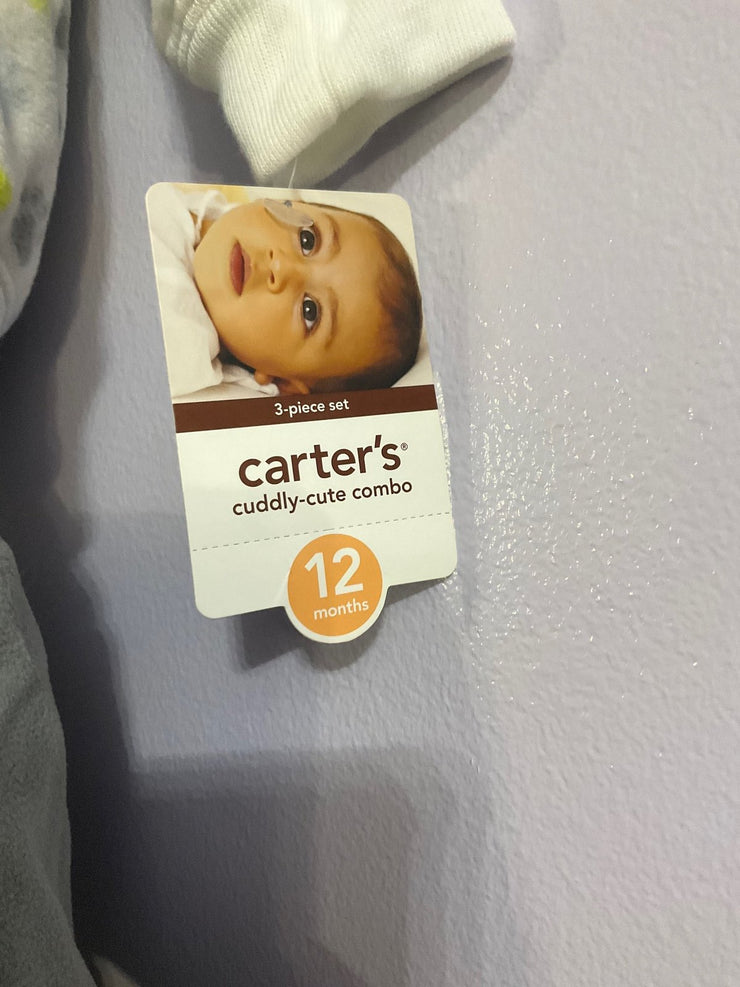 3-piece set
carter's®
cuddly-cute combo
12
months